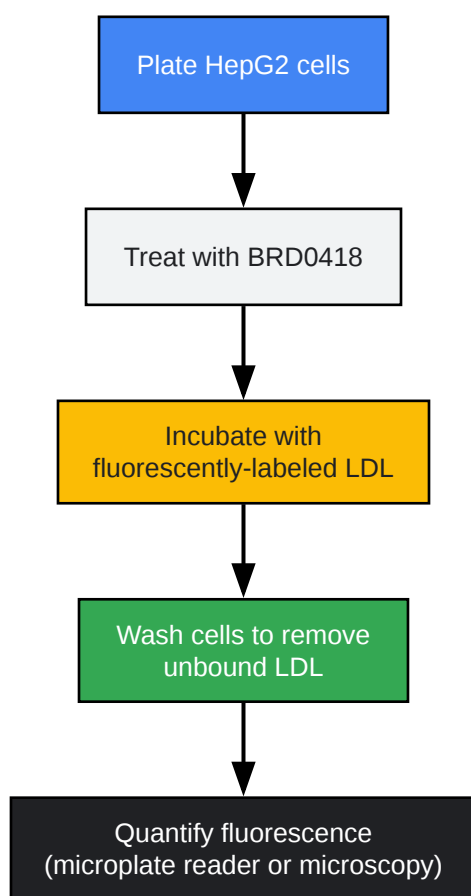 Plate HepG2 cells
Treat with BRD0418
Incubate with
fluorescently-labeled LDL
Wash cells to remove
unbound LDL
Quantify fluorescence
(microplate reader or microscopy)